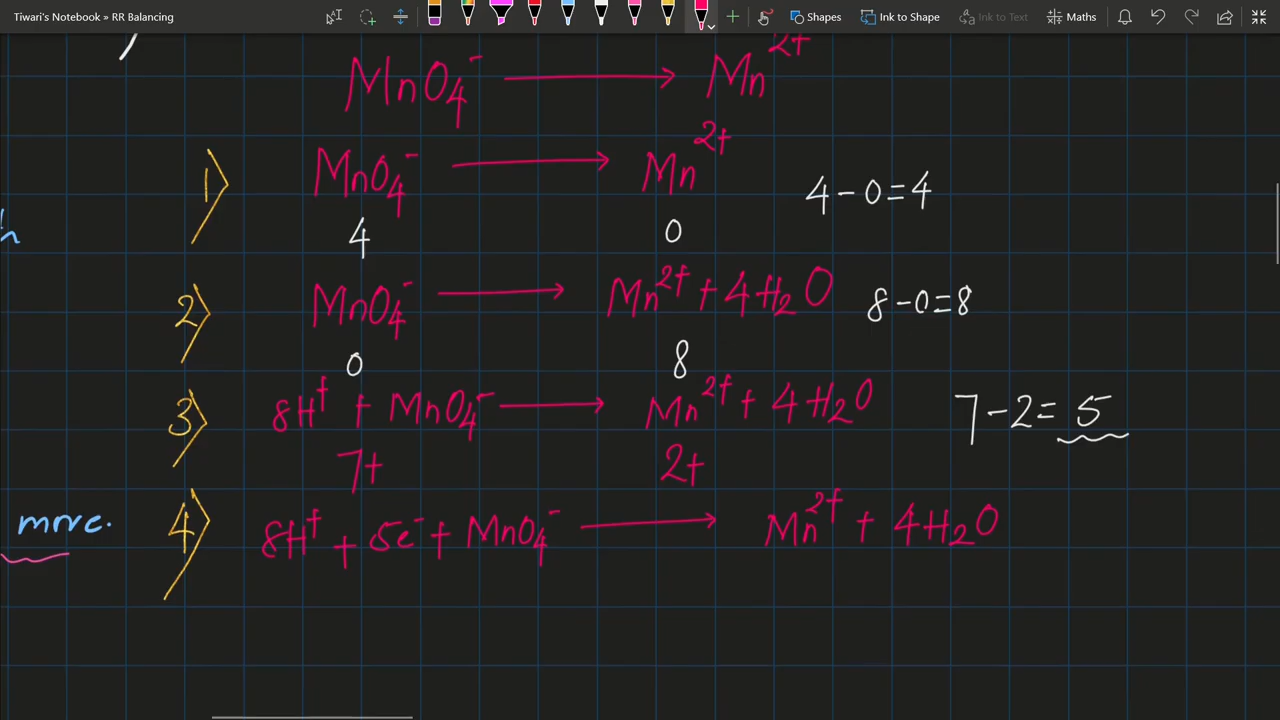 Tiwari's Notebook » RR Balancing
Shapes Ink to Shape Ink to Text Maths
MnO₄⁻ ⟶ Mn²⁺
1) MnO₄⁻ ⟶ Mn²⁺ 4-0=4
4 0
2) MnO₄⁻ ⟶ Mn²⁺ + 4H₂O 8-0=8
0 8
3) 8H⁺ + MnO₄⁻ ⟶ Mn²⁺ + 4H₂O 7-2=5
7+ 2+
4) 8H⁺ + 5e⁻ + MnO₄⁻ ⟶ Mn²⁺ + 4H₂O